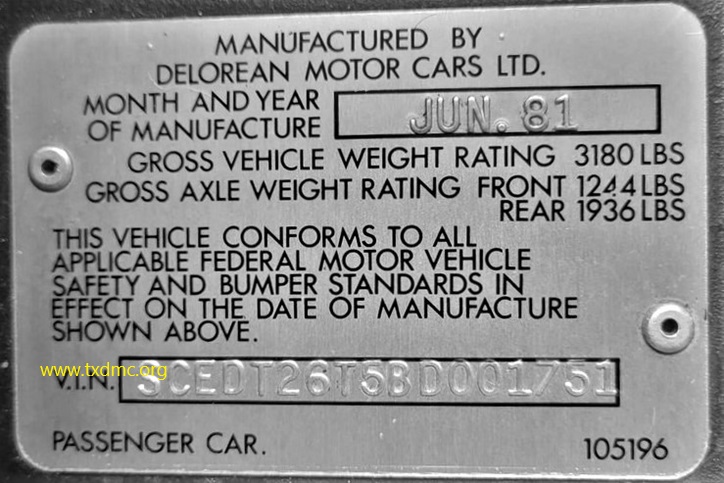 MANUFACTURED BY
DELOREAN MOTOR CARS LTD.
MONTH AND YEAR
OF MANUFACTURE JUN. 81
GROSS VEHICLE WEIGHT RATING 3180 LBS
GROSS AXLE WEIGHT RATING FRONT 1244 LBS
REAR 1936 LBS
THIS VEHICLE CONFORMS TO ALL
APPLICABLE FEDERAL MOTOR VEHICLE
SAFETY AND BUMPER STANDARDS IN
EFFECT ON THE DATE OF MANUFACTURE
SHOWN ABOVE.
www.txdmc.org
V.I.N. SCEDT26T5BD001751
PASSENGER CAR. 105196